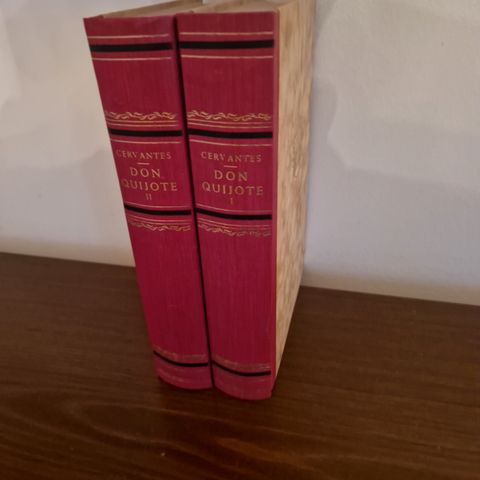 CERVANTES
DON
QUIJOTE
II
CERVANTES
DON
QUIJOTE
I